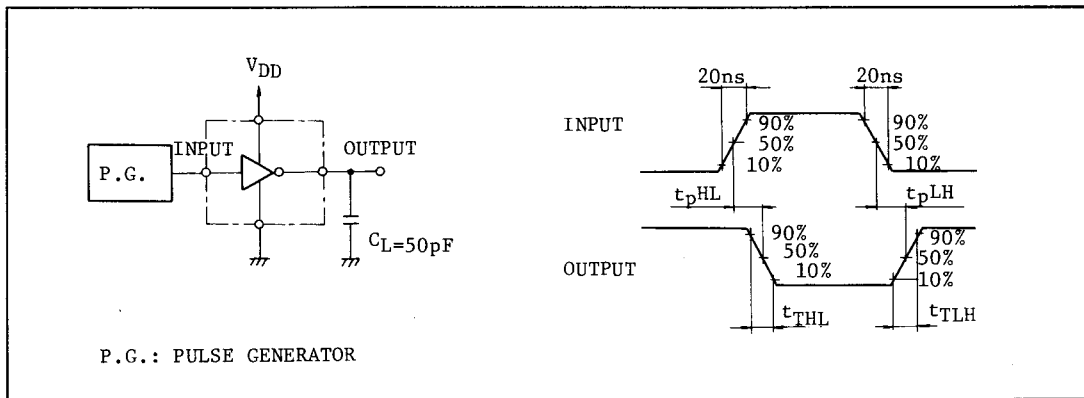 VDD
INPUT
OUTPUT
P.G.
CL=50pF
P.G.: PULSE GENERATOR
20ns
20ns
INPUT
90%
50%
10%
90%
50%
10%
tpHL
tpLH
OUTPUT
90%
50%
10%
90%
50%
10%
tTHL
tTLH